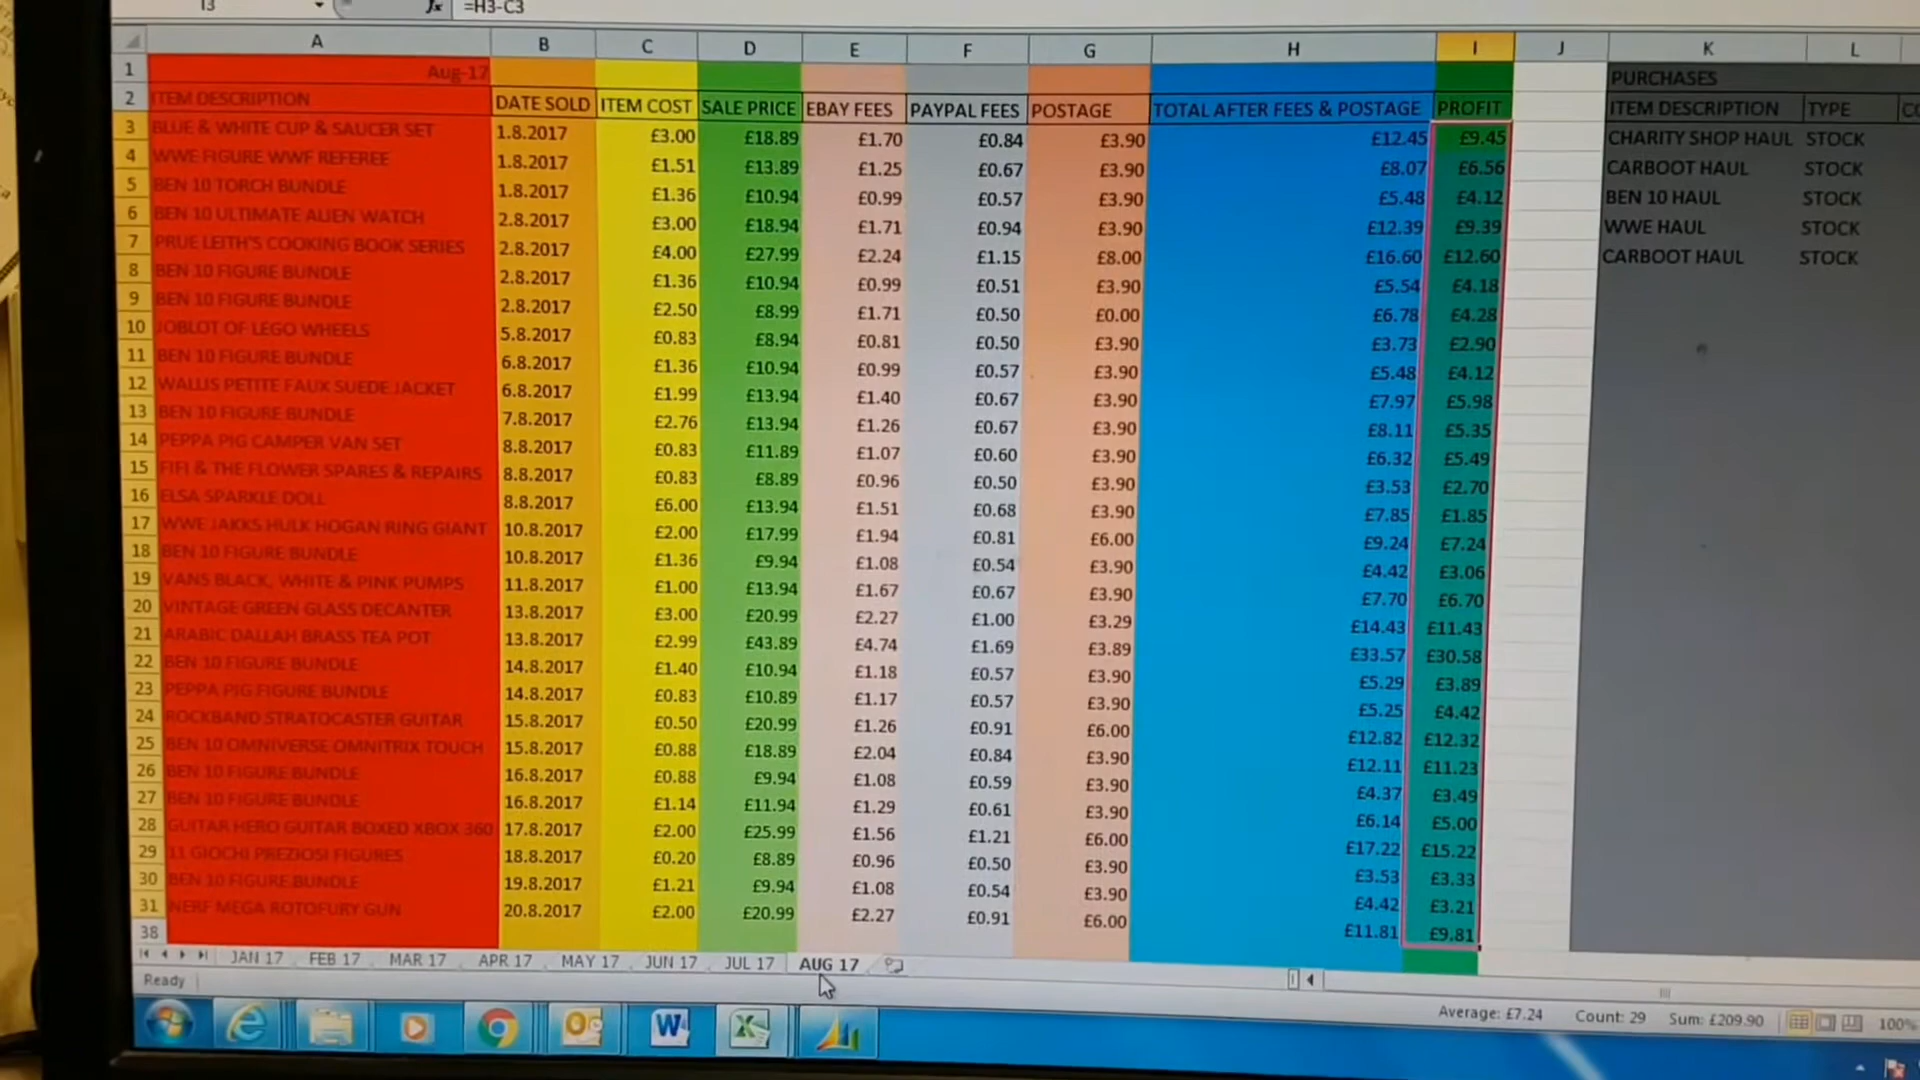 I3 fx =H3-C3
A B C D E F G H I J K L
1 Aug-17 PURCHASES
2 ITEM DESCRIPTION DATE SOLD ITEM COST SALE PRICE EBAY FEES PAYPAL FEES POSTAGE TOTAL AFTER FEES & POSTAGE PROFIT ITEM DESCRIPTION TYPE
3 BLUE & WHITE CUP & SAUCER SET 1.8.2017 £3.00 £18.89 £1.70 £0.84 £3.90 £12.45 £9.45 CHARITY SHOP HAUL STOCK
4 WWE FIGURE WWF REFEREE 1.8.2017 £1.51 £13.89 £1.25 £0.67 £3.90 £8.07 £6.56 CARBOOT HAUL STOCK
5 BEN 10 TORCH BUNDLE 1.8.2017 £1.36 £10.94 £0.99 £0.57 £3.90 £5.48 £4.12 BEN 10 HAUL STOCK
6 BEN 10 ULTIMATE ALIEN WATCH 2.8.2017 £3.00 £18.94 £1.71 £0.94 £3.90 £12.39 £9.39 WWE HAUL STOCK
7 PRUE LEITH'S COOKING BOOK SERIES 2.8.2017 £4.00 £27.99 £2.24 £1.15 £8.00 £16.60 £12.60 CARBOOT HAUL STOCK
8 BEN 10 FIGURE BUNDLE 2.8.2017 £1.36 £10.94 £0.99 £0.51 £3.90 £5.54 £4.18
9 BEN 10 FIGURE BUNDLE 2.8.2017 £2.50 £8.99 £1.71 £0.50 £0.00 £6.78 £4.28
10 JOBLOT OF LEGO WHEELS 5.8.2017 £0.83 £8.94 £0.81 £0.50 £3.90 £3.73 £2.90
11 BEN 10 FIGURE BUNDLE 6.8.2017 £1.36 £10.94 £0.99 £0.57 £3.90 £5.48 £4.12
12 WALLIS PETITE FAUX SUEDE JACKET 6.8.2017 £1.99 £13.94 £1.40 £0.67 £3.90 £7.97 £5.98
13 BEN 10 FIGURE BUNDLE 7.8.2017 £2.76 £13.94 £1.26 £0.67 £3.90 £8.11 £5.35
14 PEPPA PIG CAMPER VAN SET 8.8.2017 £0.83 £11.89 £1.07 £0.60 £3.90 £6.32 £5.49
15 FIFI & THE FLOWER SPARES & REPAIRS 8.8.2017 £0.83 £8.89 £0.96 £0.50 £3.90 £3.53 £2.70
16 ELSA SPARKLE DOLL 8.8.2017 £6.00 £13.94 £1.51 £0.68 £3.90 £7.85 £1.85
17 WWE JAKKS HULK HOGAN RING GIANT 10.8.2017 £2.00 £17.99 £1.94 £0.81 £6.00 £9.24 £7.24
18 BEN 10 FIGURE BUNDLE 10.8.2017 £1.36 £9.94 £1.08 £0.54 £3.90 £4.42 £3.06
19 VANS BLACK, WHITE & PINK PUMPS 11.8.2017 £1.00 £13.94 £1.67 £0.67 £3.90 £7.70 £6.70
20 VINTAGE GREEN GLASS DECANTER 13.8.2017 £3.00 £20.99 £2.27 £1.00 £3.29 £14.43 £11.43
21 ARABIC DALLAH BRASS TEA POT 13.8.2017 £2.99 £43.89 £4.74 £1.69 £3.89 £33.57 £30.58
22 BEN 10 FIGURE BUNDLE 14.8.2017 £1.40 £10.94 £1.18 £0.57 £3.90 £5.29 £3.89
23 PEPPA PIG FIGURE BUNDLE 14.8.2017 £0.83 £10.89 £1.17 £0.57 £3.90 £5.25 £4.42
24 ROCKBAND STRATOCASTER GUITAR 15.8.2017 £0.50 £20.99 £1.26 £0.91 £6.00 £12.82 £12.32
25 BEN 10 OMNIVERSE OMNITRIX TOUCH 15.8.2017 £0.88 £18.89 £2.04 £0.84 £3.90 £12.11 £11.23
26 BEN 10 FIGURE BUNDLE 16.8.2017 £0.88 £9.94 £1.08 £0.59 £3.90 £4.37 £3.49
27 BEN 10 FIGURE BUNDLE 16.8.2017 £1.14 £11.94 £1.29 £0.61 £3.90 £6.14 £5.00
28 GUITAR HERO GUITAR BOXED XBOX 360 17.8.2017 £2.00 £25.99 £1.56 £1.21 £6.00 £17.22 £15.22
29 11 GIOCHI PREZIOSI FIGURES 18.8.2017 £0.20 £8.89 £0.96 £0.50 £3.90 £3.53 £3.33
30 BEN 10 FIGURE BUNDLE 19.8.2017 £1.21 £9.94 £1.08 £0.54 £3.90 £4.42 £3.21
31 NERF MEGA ROTOFURY GUN 20.8.2017 £2.00 £20.99 £2.27 £0.91 £6.00 £11.81 £9.81
38
JAN 17 FEB 17 MAR 17 APR 17 MAY 17 JUN 17 JUL 17 AUG 17
Ready Average: £7.24 Count: 29 Sum: £209.90 100%